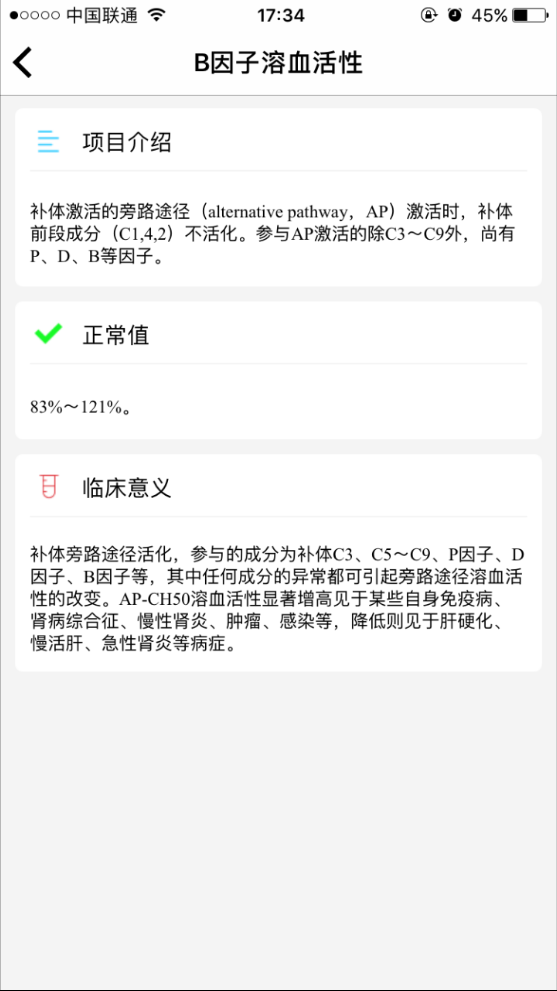 中国联通 17:34 45%
B因子溶血活性
项目介绍
补体激活的旁路途径（alternative pathway，AP）激活时，补体
前段成分（C1,4,2）不活化。参与AP激活的除C3～C9外，尚有
P、D、B等因子。
正常值
83%～121%。
临床意义
补体旁路途径活化，参与的成分为补体C3、C5～C9、P因子、D
因子、B因子等，其中任何成分的异常都可引起旁路途径溶血活
性的改变。AP-CH50溶血活性显著增高见于某些自身免疫病、
肾病综合征、慢性肾炎、肿瘤、感染等，降低则见于肝硬化、
慢活肝、急性肾炎等病症。